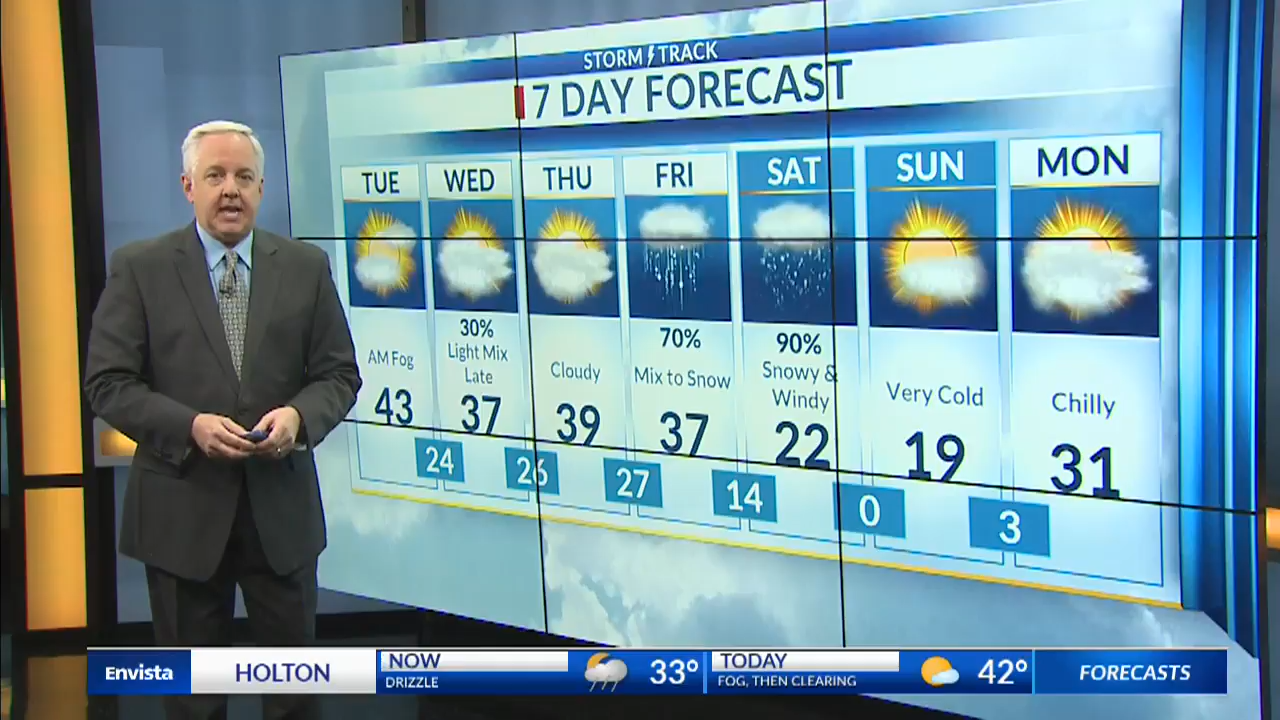 STORM TRACK
7 DAY FORECAST
TUE
WED
THU
FRI
SAT
SUN
MON
AM Fog
43
30%
Light Mix
Late
37
Cloudy
39
70%
Mix to Snow
37
90%
Snowy &
Windy
22
Very Cold
19
Chilly
31
24
26
27
14
0
3
Envista
HOLTON
NOW
DRIZZLE
33°
TODAY
FOG, THEN CLEARING
42°
FORECASTS